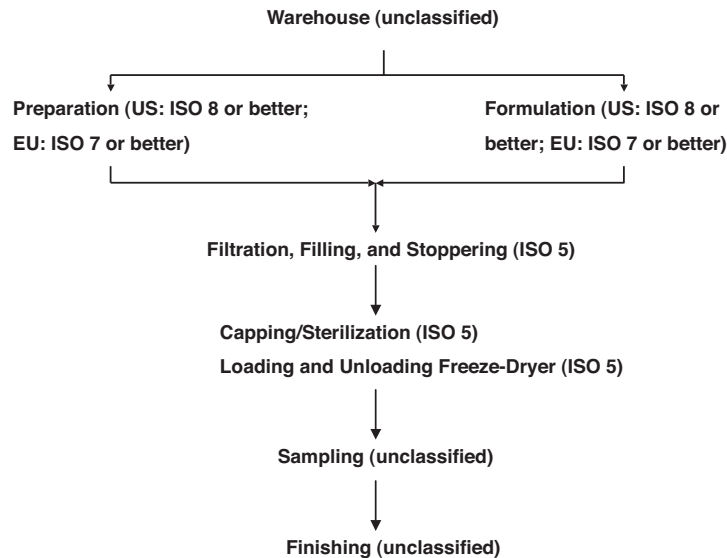 Warehouse (unclassified)
Preparation (US: ISO 8 or better;
EU: ISO 7 or better)
Formulation (US: ISO 8 or
better; EU: ISO 7 or better)
Filtration, Filling, and Stoppering (ISO 5)
Capping/Sterilization (ISO 5)
Loading and Unloading Freeze-Dryer (ISO 5)
Sampling (unclassified)
Finishing (unclassified)